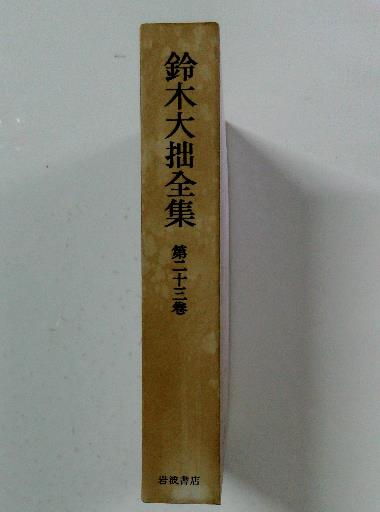 鈴木大拙全集
第二十三巻
岩波書店